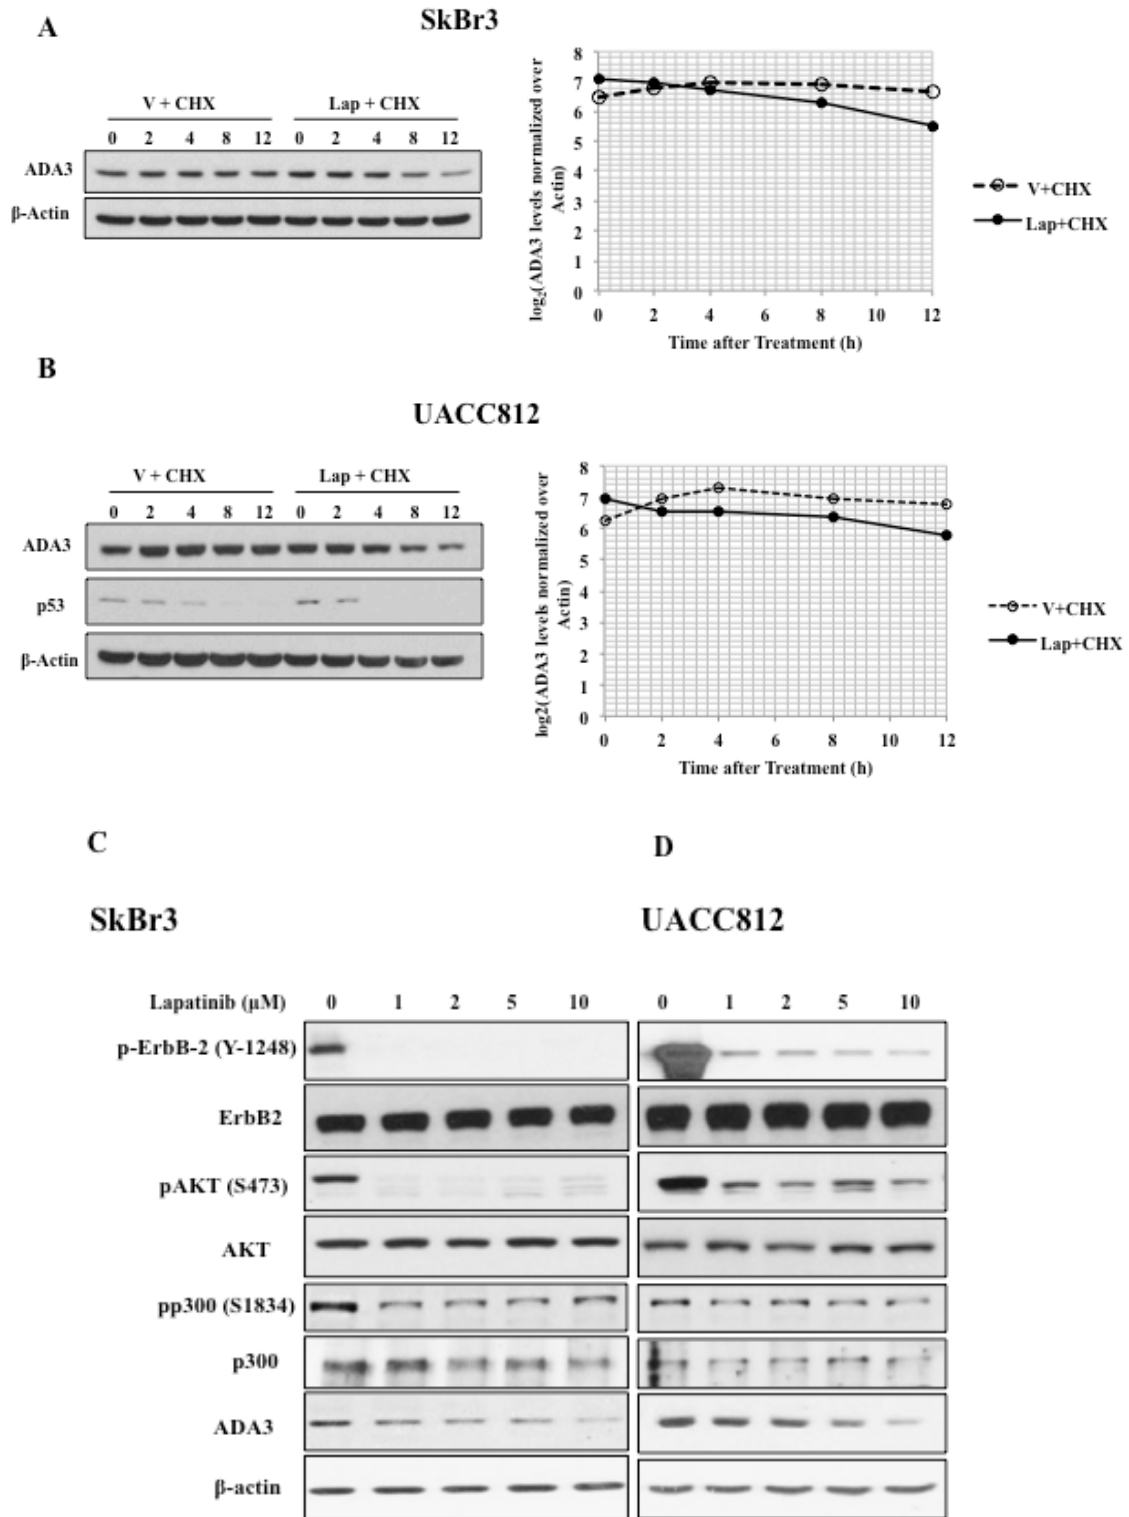 A
SkBr3
V + CHX Lap + CHX
0 2 4 8 12 0 2 4 8 12
ADA3
β-Actin
log₂(ADA3 levels normalized over
Actin)
8
7
6
5
4
3
2
1
0
0 2 4 6 8 10 12
Time after Treatment (h)
V+CHX
Lap+CHX
B
UACC812
V + CHX Lap + CHX
0 2 4 8 12 0 2 4 8 12
ADA3
p53
β-Actin
log2(ADA3 levels normalized over
Actin)
8
7
6
5
4
3
2
1
0
0 2 4 6 8 10 12
Time after Treatment (h)
V+CHX
Lap+CHX
C D
SkBr3 UACC812
Lapatinib (μM) 0 1 2 5 10 0 1 2 5 10
p-ErbB-2 (Y-1248)
ErbB2
pAKT (S473)
AKT
pp300 (S1834)
p300
ADA3
β-actin